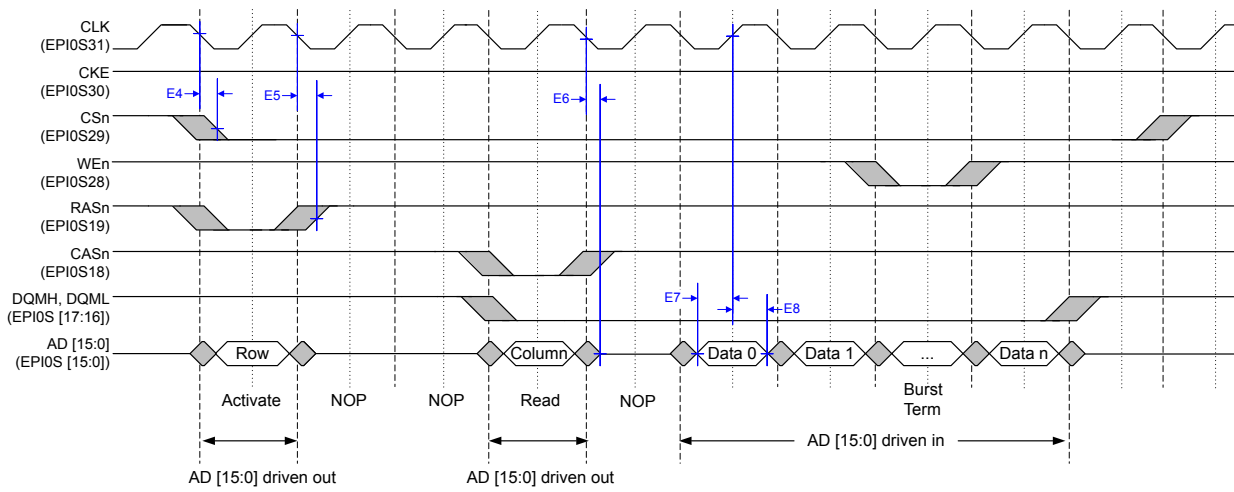 CLK
(EPI0S31)
CKE
(EPI0S30)
E4
E5
E6
CSn
(EPI0S29)
WEn
(EPI0S28)
RASn
(EPI0S19)
CASn
(EPI0S18)
DQMH, DQML
(EPI0S [17:16])
E7
E8
AD [15:0]
(EPI0S [15:0])
Row
Column
Data 0
Data 1
...
Data n
Activate
NOP
NOP
Read
NOP
Burst
Term
AD [15:0] driven in
AD [15:0] driven out
AD [15:0] driven out